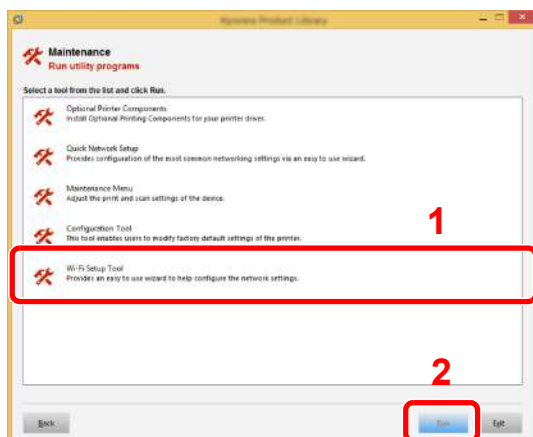 Kyocera Product Library
Maintenance
Run utility programs
Select a tool from the list and click Run.
Optional Printer Components
Install Optional Printing Components for your printer driver.
Quick Network Setup
Provides configuration of the most common networking settings via an easy to use wizard.
Maintenance Menu
Adjust the print and scan settings of the device.
Configuration Tool
This tool enables users to modify factory default settings of the printer.
1
Wi-Fi Setup Tool
Provides an easy to use wizard to help configure the network settings.
2
Back
Run
Exit